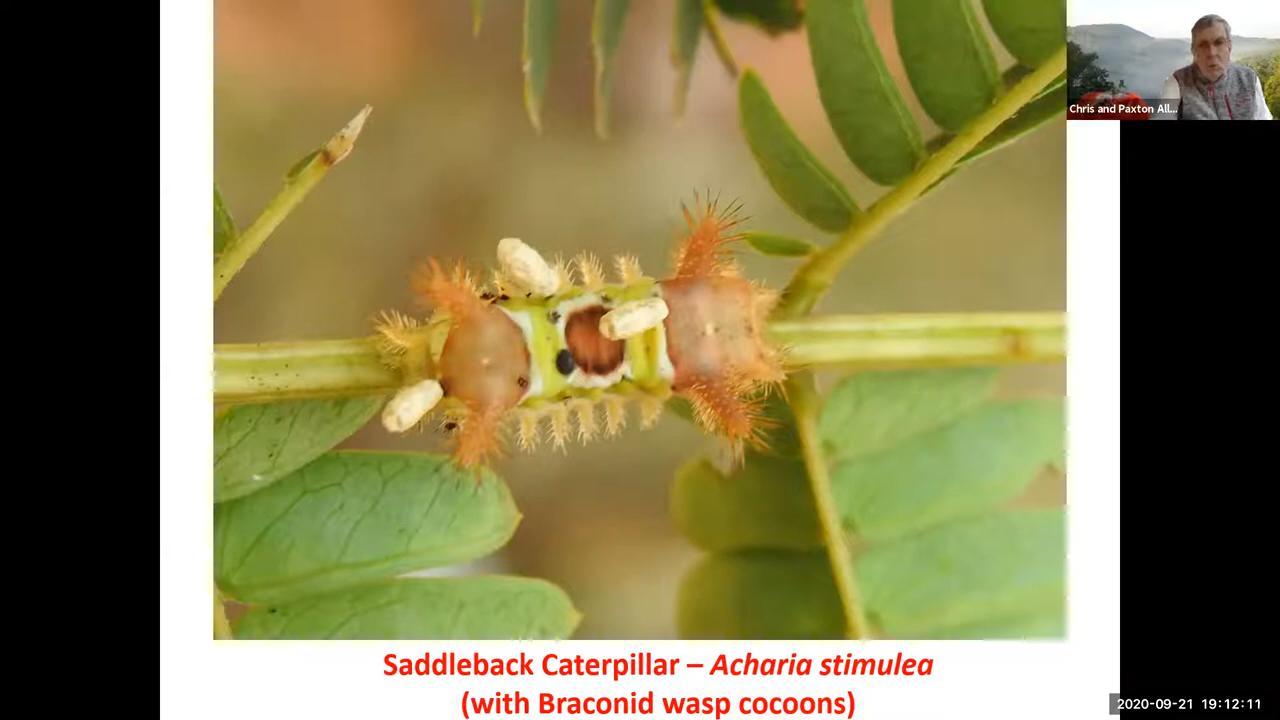 Chris and Paxton All...
Saddleback Caterpillar – Acharia stimulea
(with Braconid wasp cocoons)
2020-09-21 19:12:11